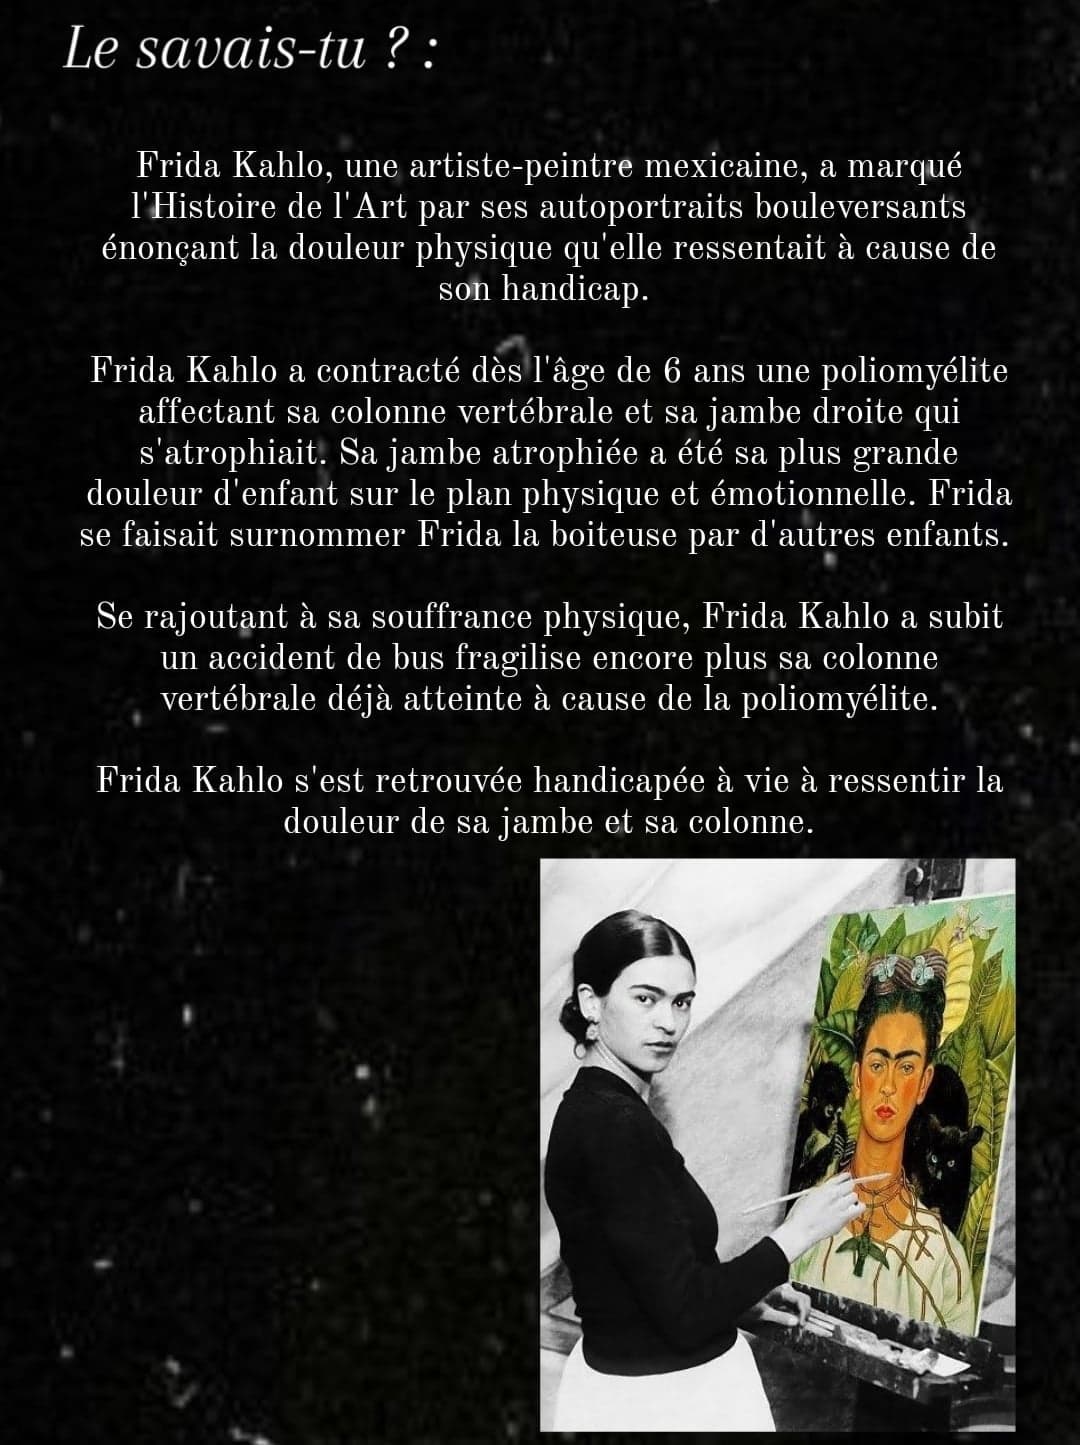 Le savais-tu ? :
Frida Kahlo, une artiste-peintre mexicaine, a marqué
l'Histoire de l'Art par ses autoportraits bouleversants
énonçant la douleur physique qu'elle ressentait à cause de
son handicap.
Frida Kahlo a contracté dès l'âge de 6 ans une poliomyélite
affectant sa colonne vertébrale et sa jambe droite qui
s'atrophiait. Sa jambe atrophiée a été sa plus grande
douleur d'enfant sur le plan physique et émotionnelle. Frida
se faisait surnommer Frida la boiteuse par d'autres enfants.
Se rajoutant à sa souffrance physique, Frida Kahlo a subit
un accident de bus fragilise encore plus sa colonne
vertébrale déjà atteinte à cause de la poliomyélite.
Frida Kahlo s'est retrouvée handicapée à vie à ressentir la
douleur de sa jambe et sa colonne.